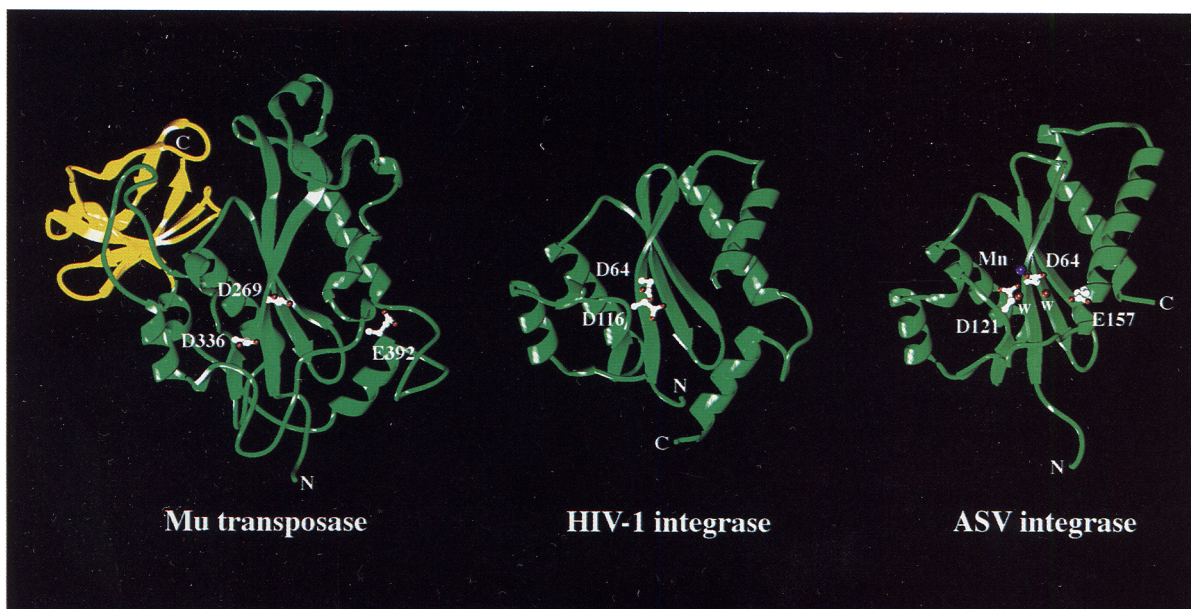 C
D269
D336
E392
N
Mu transposase
D64
D116
N
C
HIV-1 integrase
Mn
D64
W
W
C
D121
E157
N
ASV integrase